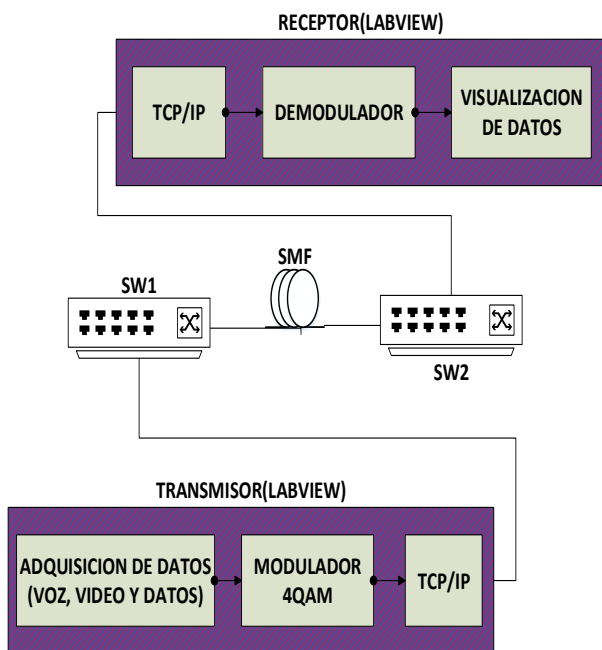 RECEPTOR(LABVIEW)
TCP/IP
DEMODULADOR
VISUALIZACION
DE DATOS
SMF
SW1
SW2
TRANSMISOR(LABVIEW)
ADQUISICION DE DATOS
(VOZ, VIDEO Y DATOS)
MODULADOR
4QAM
TCP/IP